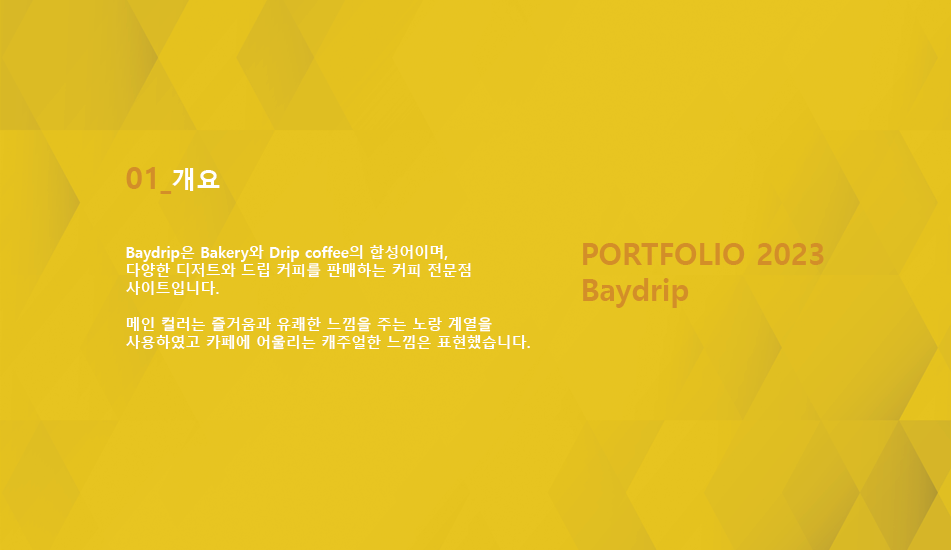 01_개요
Baydrip은 Bakery와 Drip coffee의 합성어이며,
다양한 디저트와 드립 커피를 판매하는 커피 전문점
사이트입니다.
메인 컬러는 즐거움과 유쾌한 느낌을 주는 노랑 계열을
사용하였고 카페에 어울리는 캐주얼한 느낌은 표현했습니다.
PORTFOLIO 2023
Baydrip